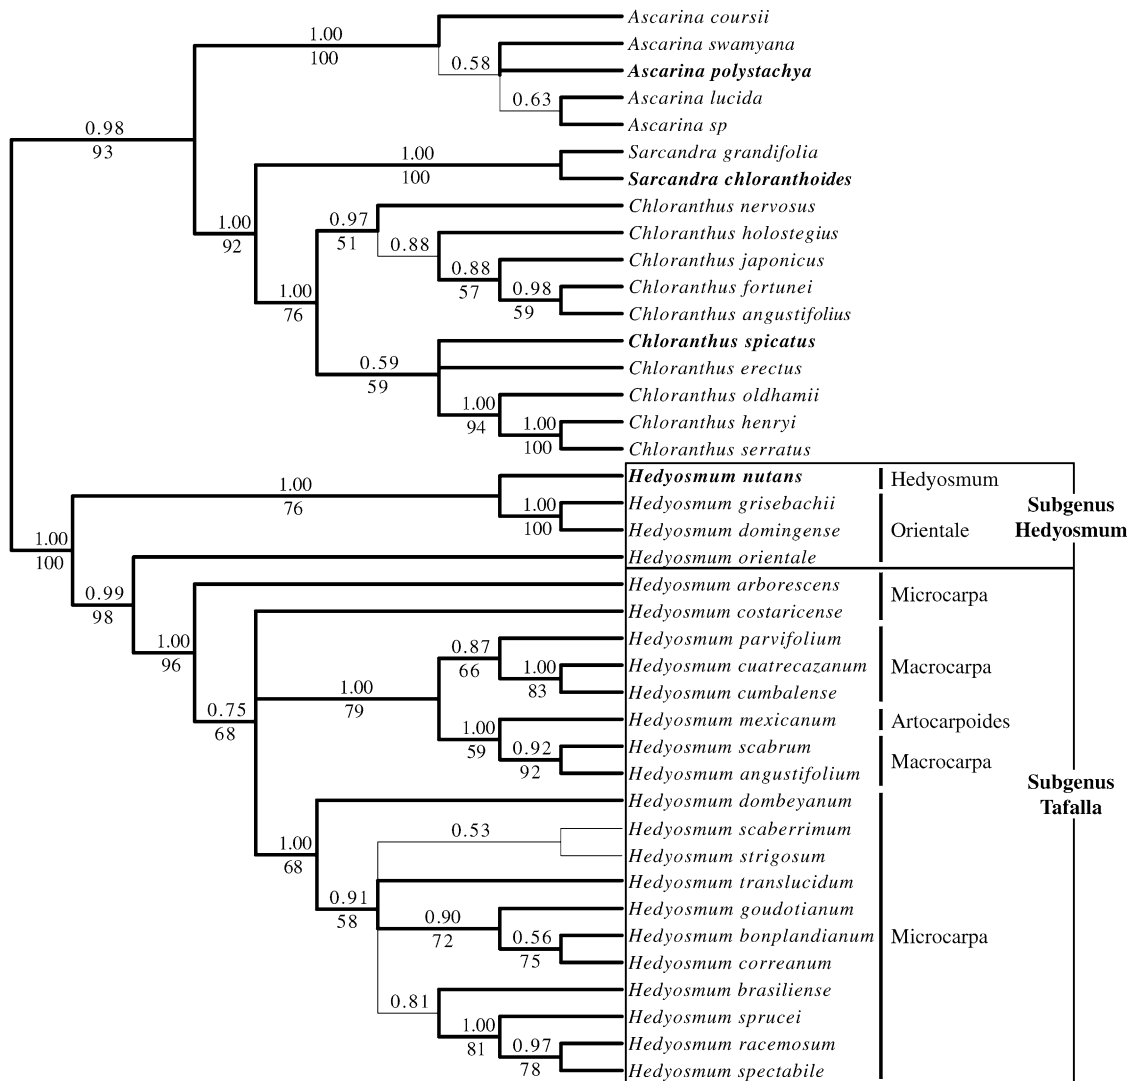 Ascarina coursii
1.00
100
Ascarina swamyana
0.58
Ascarina polystachya
Ascarina lucida
0.63
Ascarina sp
0.98
93
Sarcandra grandifolia
1.00
100
Sarcandra chloranthoides
Chloranthus nervosus
1.00
92
0.97
51
Chloranthus holostegius
0.88
Chloranthus japonicus
0.88
57
Chloranthus fortunei
0.98
59
Chloranthus angustifolius
1.00
76
Chloranthus spicatus
0.59
59
Chloranthus erectus
Chloranthus oldhamii
1.00
94
Chloranthus henryi
1.00
100
Chloranthus serratus
Hedyosmum nutans
Hedyosmum
1.00
76
Hedyosmum grisebachii
1.00
100
Hedyosmum domingense
Orientale
Subgenus
Hedyosmum
Hedyosmum orientale
1.00
100
Hedyosmum arborescens
Microcarpa
0.99
98
Hedyosmum costaricense
Hedyosmum parvifolium
1.00
96
0.87
66
Hedyosmum cuatrecazanum
Macrocarpa
1.00
83
Hedyosmum cumbalense
1.00
79
Hedyosmum mexicanum
Artocarpoides
0.75
68
1.00
59
Hedyosmum scabrum
0.92
92
Macrocarpa
Hedyosmum angustifolium
Subgenus
Tafalla
Hedyosmum dombeyanum
Hedyosmum scaberrimum
0.53
1.00
68
Hedyosmum strigosum
Hedyosmum translucidum
0.91
58
Hedyosmum goudotianum
0.90
72
Hedyosmum bonplandianum
Microcarpa
0.56
75
Hedyosmum correanum
Hedyosmum brasiliense
0.81
Hedyosmum sprucei
1.00
81
Hedyosmum racemosum
0.97
78
Hedyosmum spectabile